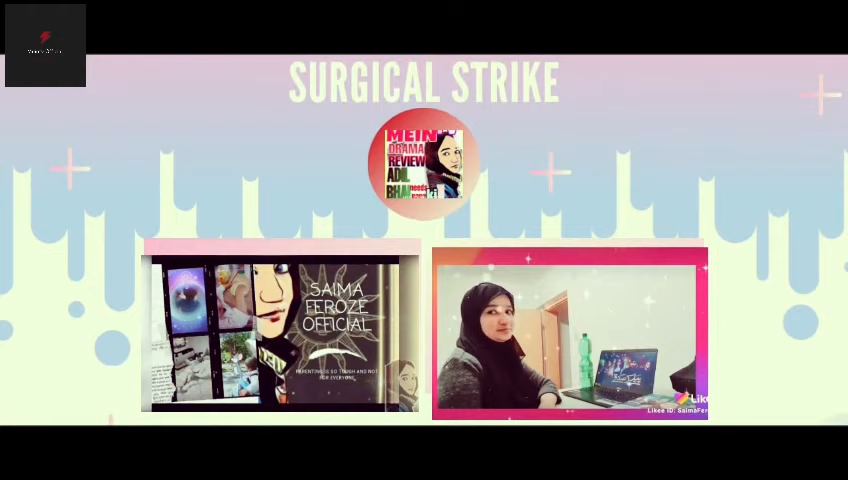 SURGICAL STRIKE
MEIN
DRAMA
REVIEW
ADIL
BHAI
needs
SAIMA
FEROZE
OFFICIAL
PARENTING IS SO TOUGH AND NOT
FOR EVERYONE
Likee ID: SaimaFer